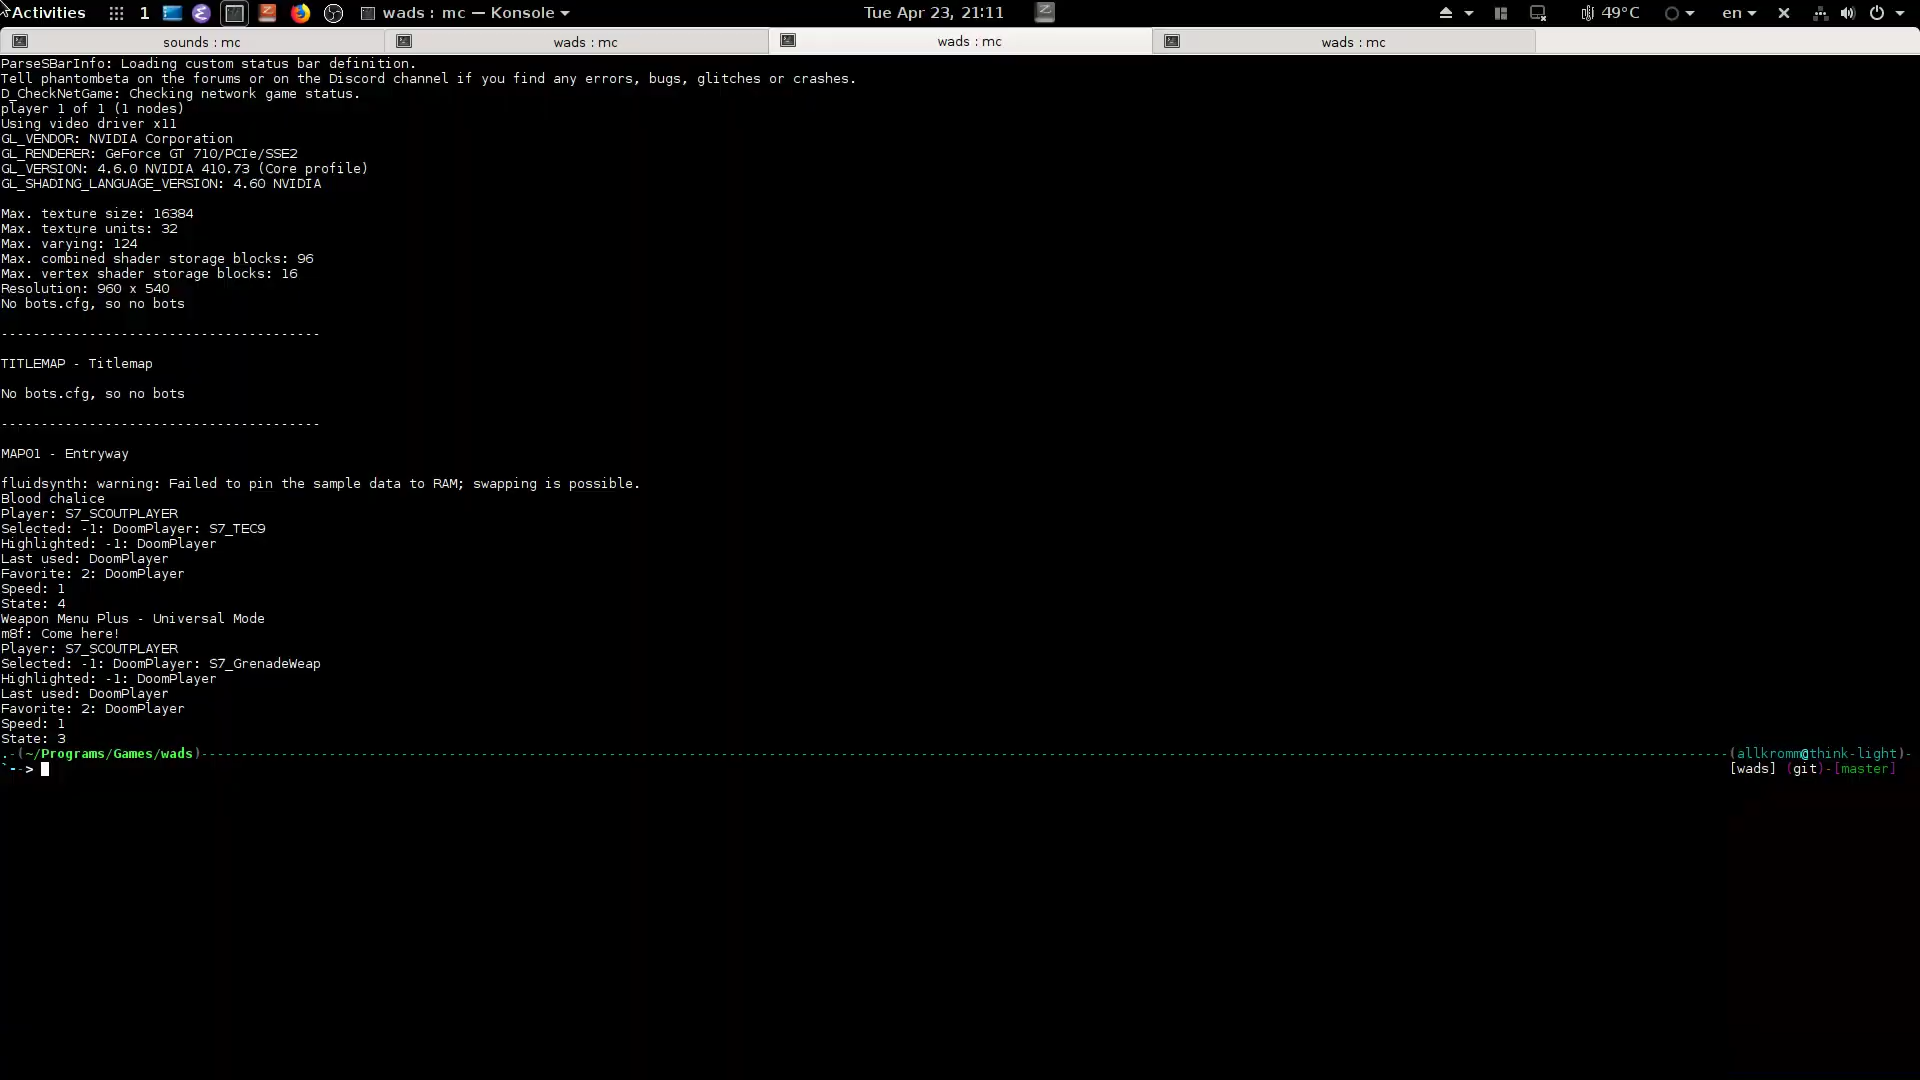 Activities 1 wads : mc — Konsole Tue Apr 23, 21:11 49°C en
sounds : mc wads : mc wads : mc wads : mc
ParseSBarInfo: Loading custom status bar definition.
Tell phantombeta on the forums or on the Discord channel if you find any errors, bugs, glitches or crashes.
D_CheckNetGame: Checking network game status.
player 1 of 1 (1 nodes)
Using video driver x11
GL_VENDOR: NVIDIA Corporation
GL_RENDERER: GeForce GT 710/PCIe/SSE2
GL_VERSION: 4.6.0 NVIDIA 410.73 (Core profile)
GL_SHADING_LANGUAGE_VERSION: 4.60 NVIDIA
Max. texture size: 16384
Max. texture units: 32
Max. varying: 124
Max. combined shader storage blocks: 96
Max. vertex shader storage blocks: 16
Resolution: 960 x 540
No bots.cfg, so no bots
----------------------------------------
TITLEMAP - Titlemap
No bots.cfg, so no bots
----------------------------------------
MAP01 - Entryway
fluidsynth: warning: Failed to pin the sample data to RAM; swapping is possible.
Blood chalice
Player: S7_SCOUTPLAYER
Selected: -1: DoomPlayer: S7_TEC9
Highlighted: -1: DoomPlayer
Last used: DoomPlayer
Favorite: 2: DoomPlayer
Speed: 1
State: 4
Weapon Menu Plus - Universal Mode
m8f: Come here!
Player: S7_SCOUTPLAYER
Selected: -1: DoomPlayer: S7_GrenadeWeap
Highlighted: -1: DoomPlayer
Last used: DoomPlayer
Favorite: 2: DoomPlayer
Speed: 1
State: 3
.-(~/Programs/Games/wads)----------(allkromm@think-light)-
`--> [wads] (git)-[master]